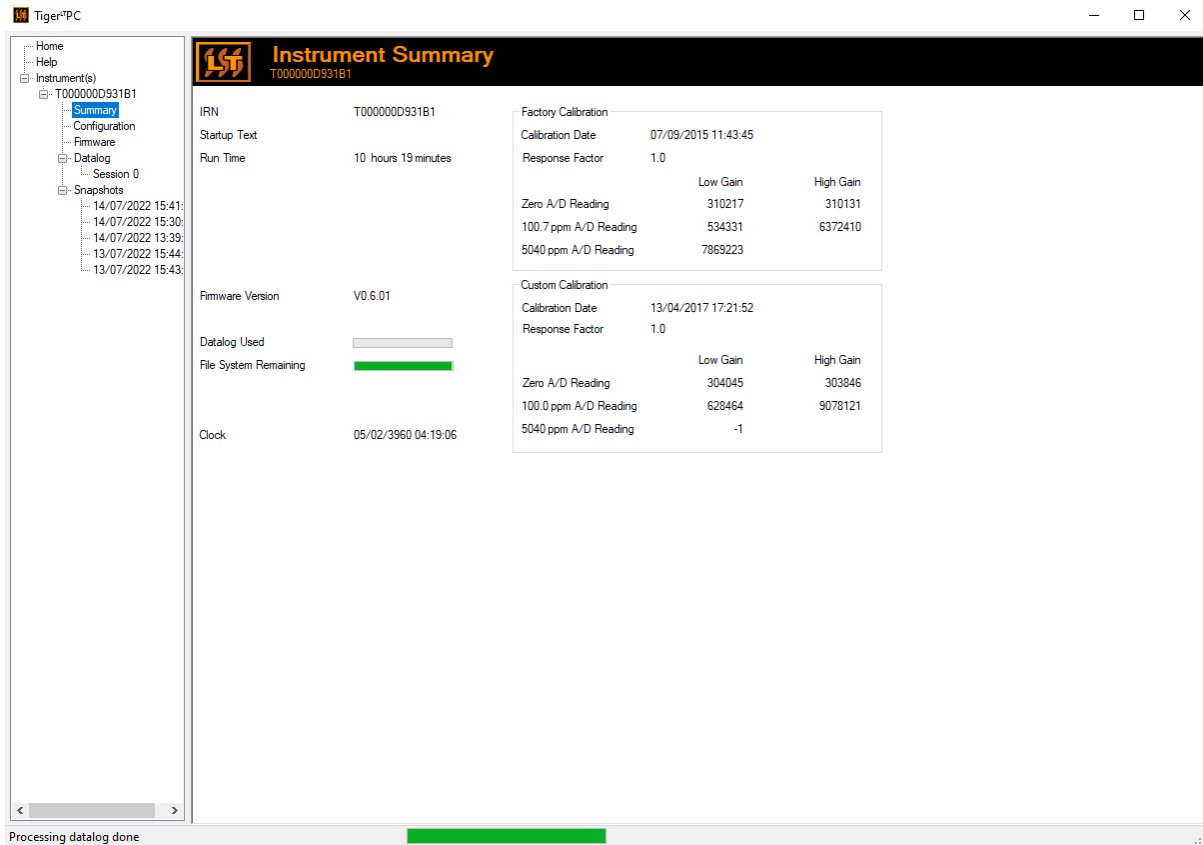 Tiger LT PC
Home
Help
Instrument(s)
T000000D931B1
Summary
Configuration
Firmware
Datalog
Session 0
Snapshots
14/07/2022 15:41:
14/07/2022 15:30:
14/07/2022 13:39:
13/07/2022 15:44:
13/07/2022 15:43:
LST
Instrument Summary
T000000D931B1
IRN T000000D931B1
Startup Text
Run Time 10 hours 19 minutes
Firmware Version V0.6.01
Datalog Used
File System Remaining
Clock 05/02/3960 04:19:06
Factory Calibration
Calibration Date 07/09/2015 11:43:45
Response Factor 1.0
Low Gain High Gain
Zero A/D Reading 310217 310131
100.7 ppm A/D Reading 534331 6372410
5040 ppm A/D Reading 7869223
Custom Calibration
Calibration Date 13/04/2017 17:21:52
Response Factor 1.0
Low Gain High Gain
Zero A/D Reading 304045 303846
100.0 ppm A/D Reading 628464 9078121
5040 ppm A/D Reading -1
Processing datalog done